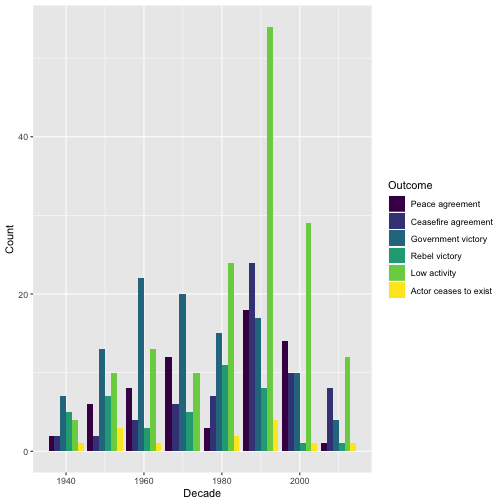 Count
40
20
0
1940
1960
1980
2000
Decade
Outcome
Peace agreement
Ceasefire agreement
Government victory
Rebel victory
Low activity
Actor ceases to exist